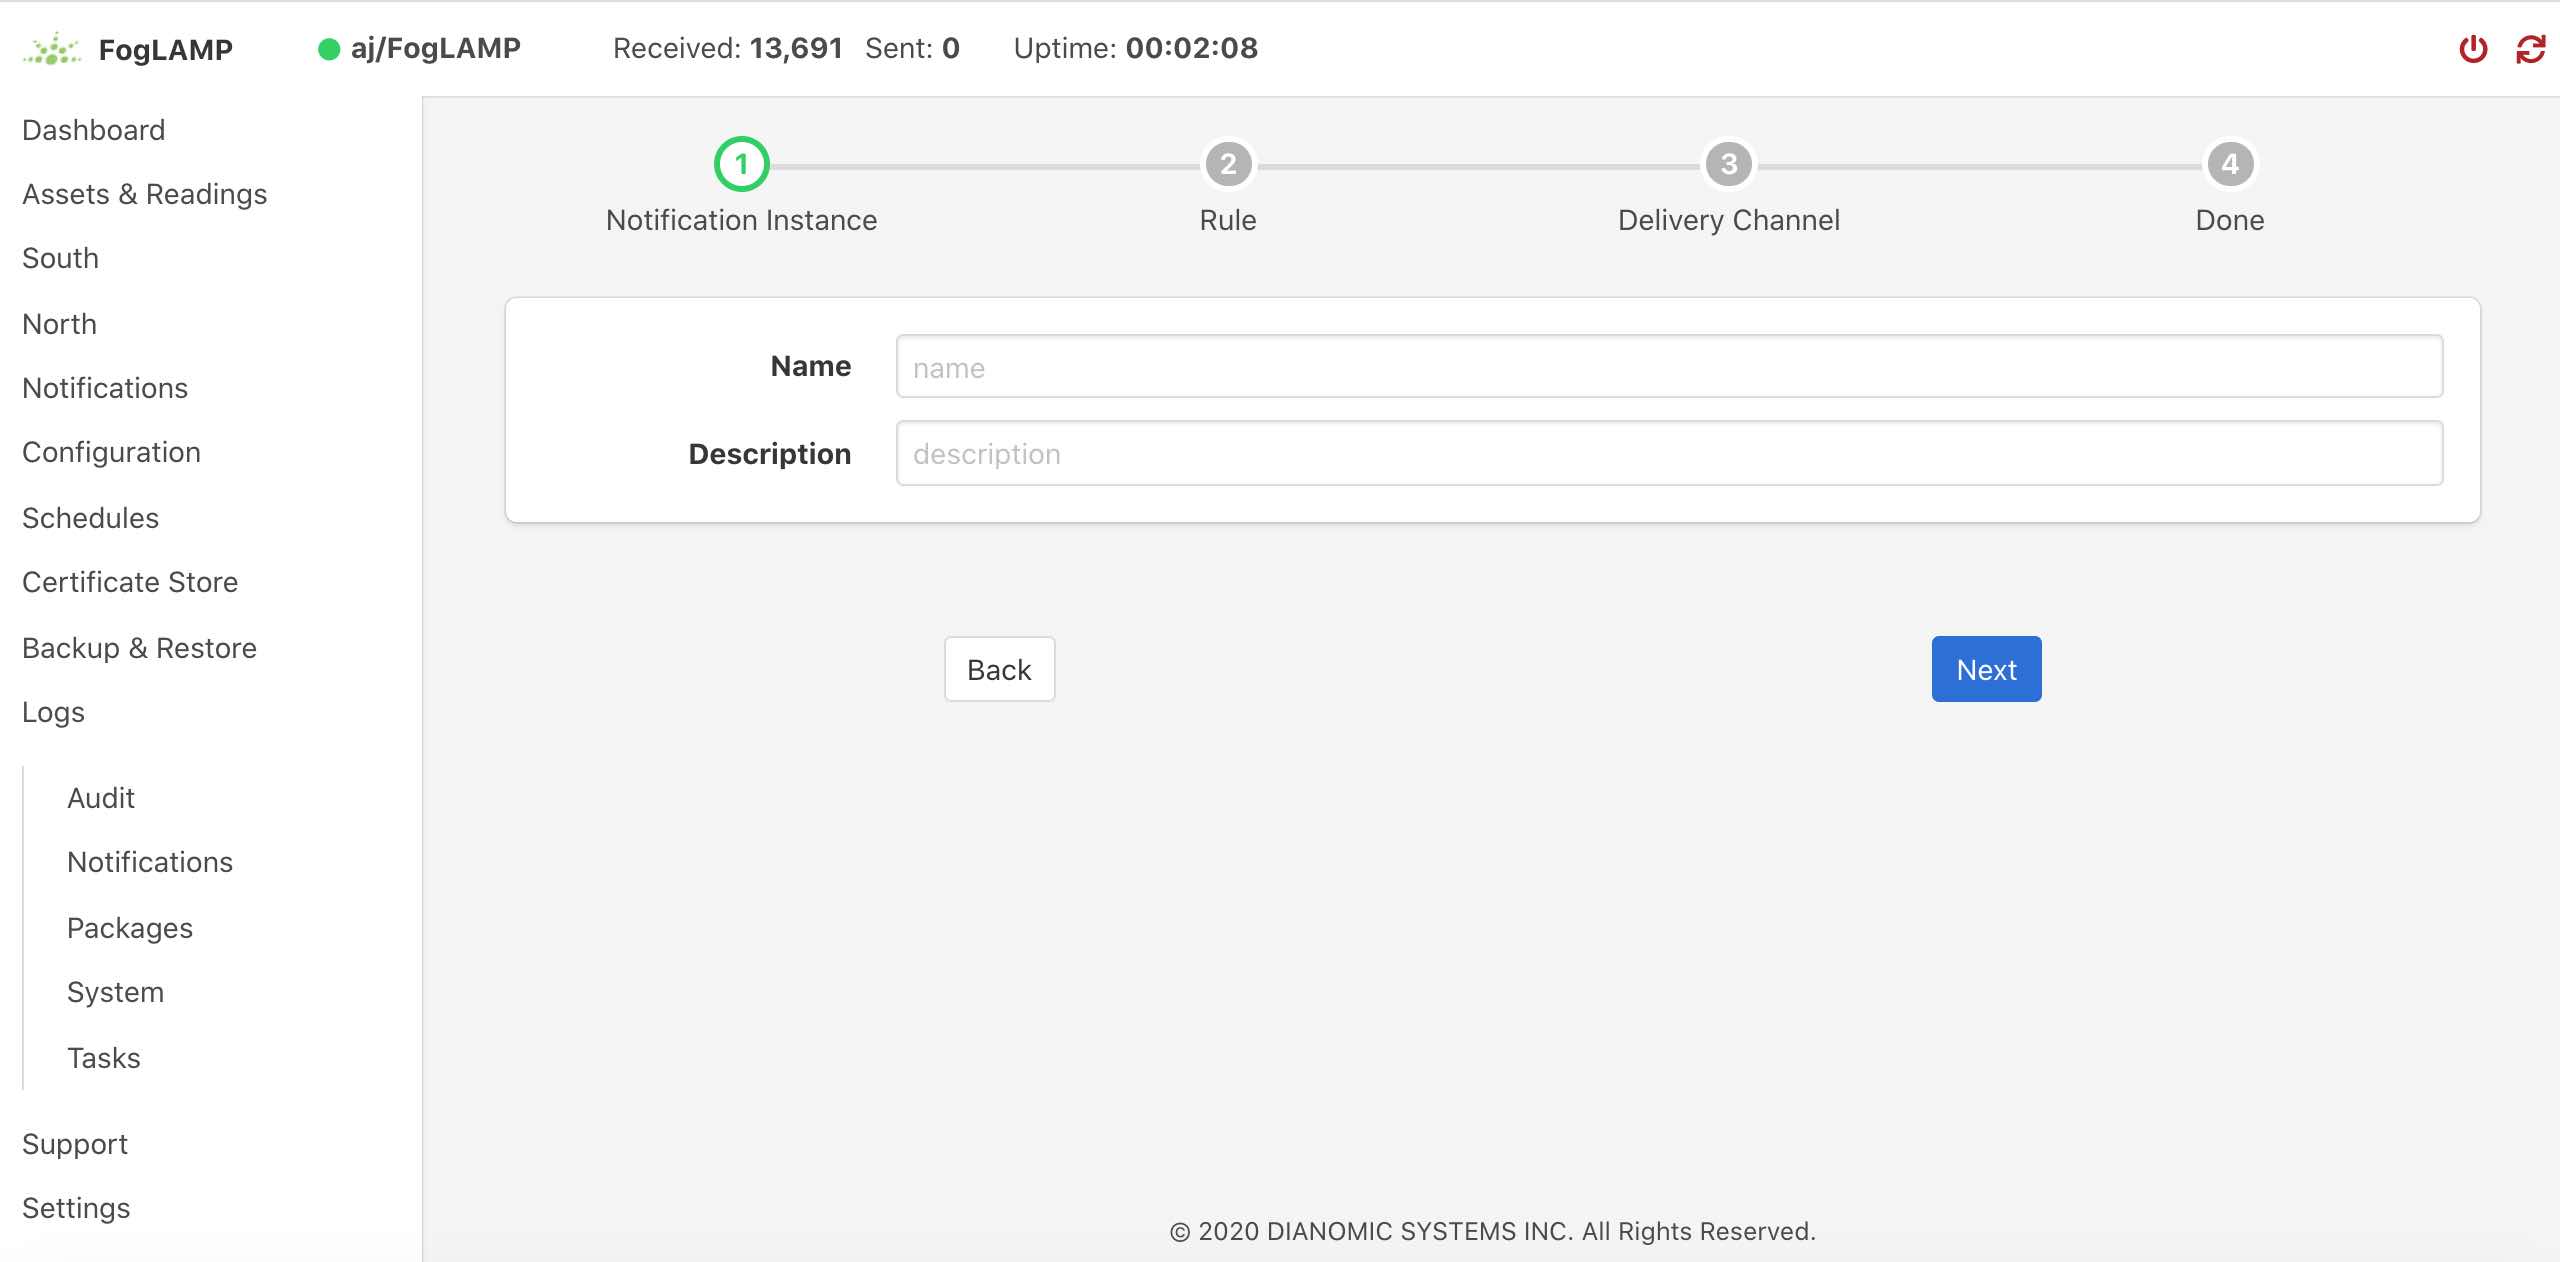 FogLAMP
aj/FogLAMP
Received: 13,691 Sent: 0 Uptime: 00:02:08
Dashboard
Assets & Readings
South
North
Notifications
Configuration
Schedules
Certificate Store
Backup & Restore
Logs
Audit
Notifications
Packages
System
Tasks
Support
Settings
1 2 3 4
Notification Instance Rule Delivery Channel Done
Name name
Description description
Back Next
© 2020 DIANOMIC SYSTEMS INC. All Rights Reserved.